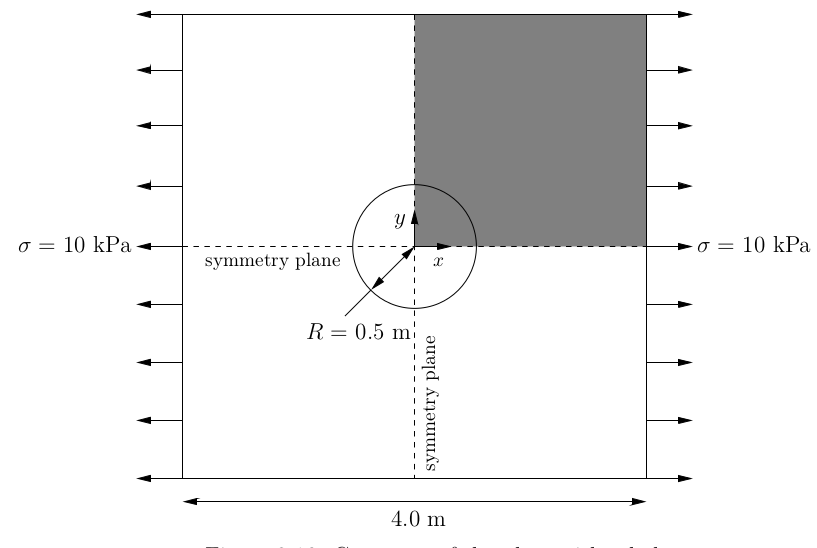 y
σ = 10 kPa
σ = 10 kPa
symmetry plane
x
R = 0.5 m
symmetry plane
4.0 m